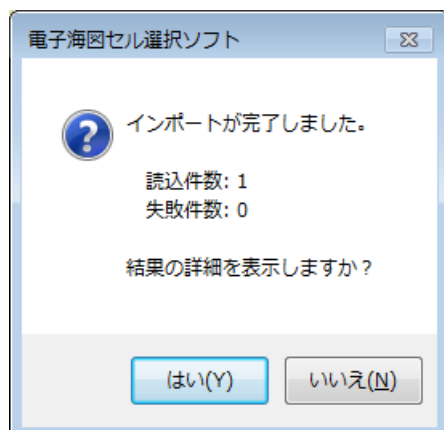 電子海図セル選択ソフト
インポートが完了しました。
読込件数: 1
失敗件数: 0
結果の詳細を表示しますか？
はい(Y)
いいえ(N)